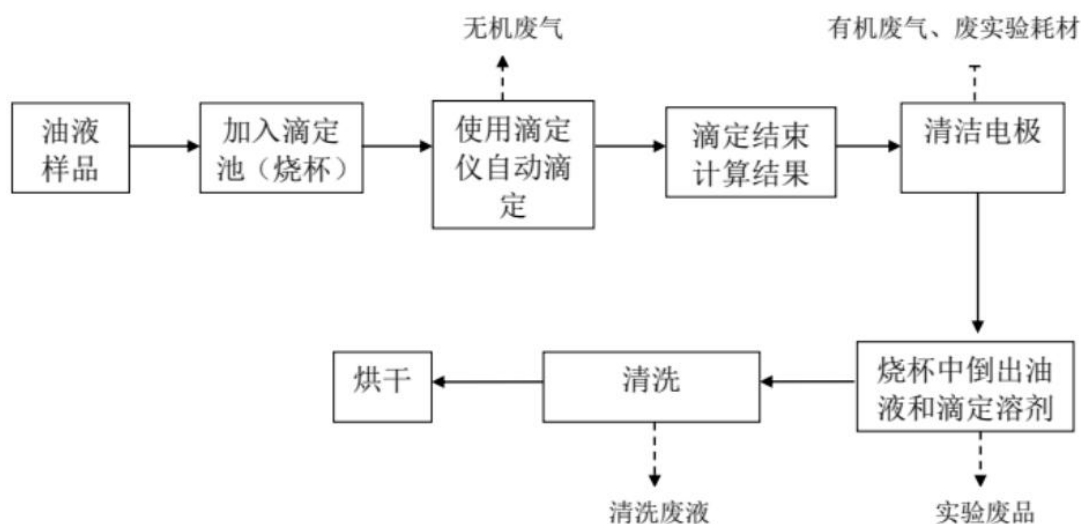 无机废气
有机废气、废实验耗材
油液
样品
加入滴定
池（烧杯）
使用滴定
仪自动滴
定
滴定结束
计算结果
清洁电极
烘干
清洗
烧杯中倒出油
液和滴定溶剂
清洗废液
实验废品